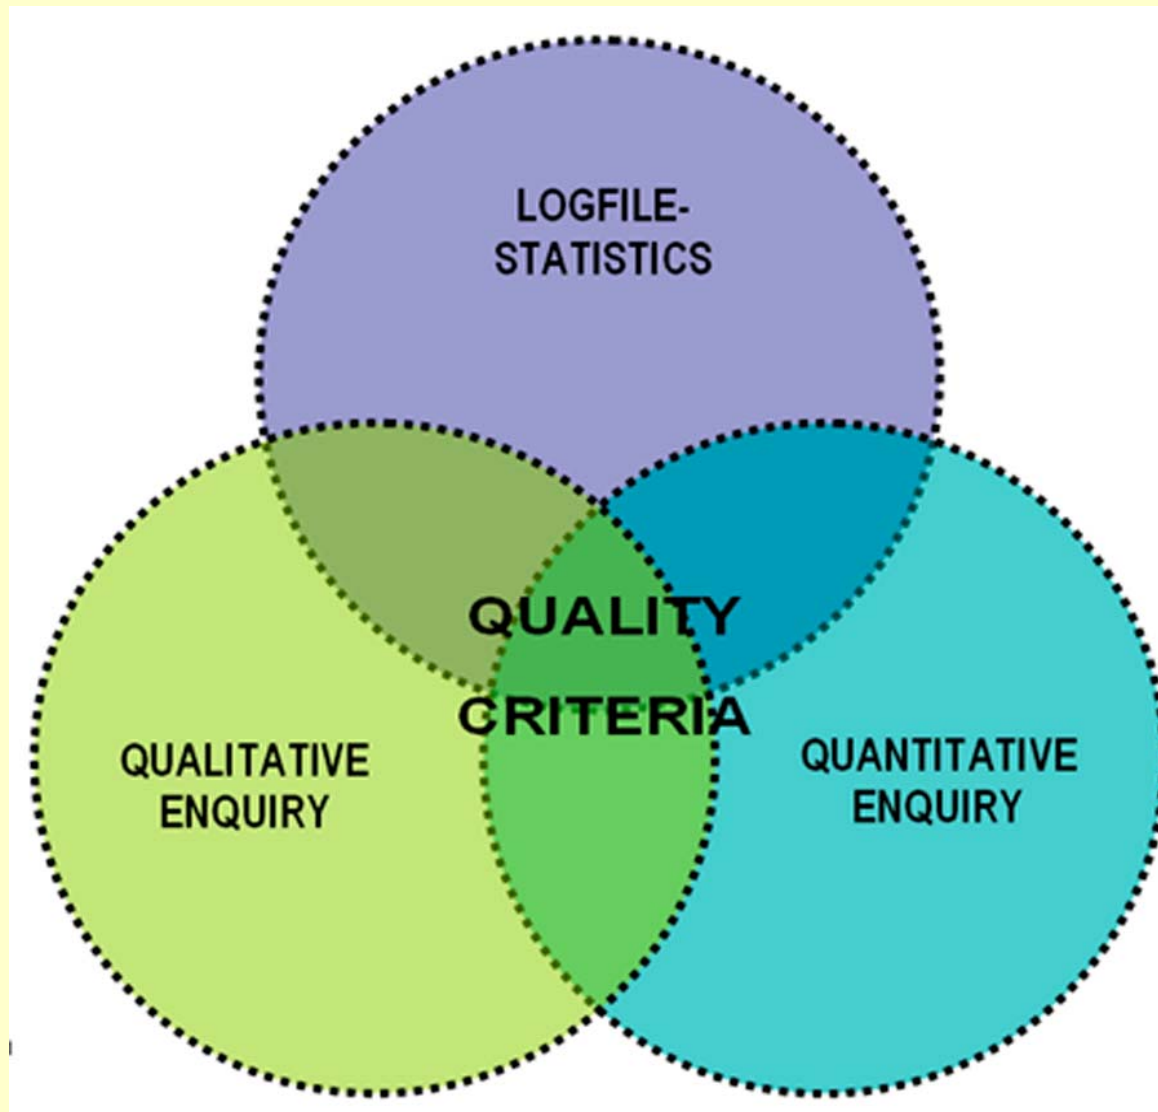 LOGFILE-
STATISTICS
QUALITY
CRITERIA
QUALITATIVE
ENQUIRY
QUANTITATIVE
ENQUIRY